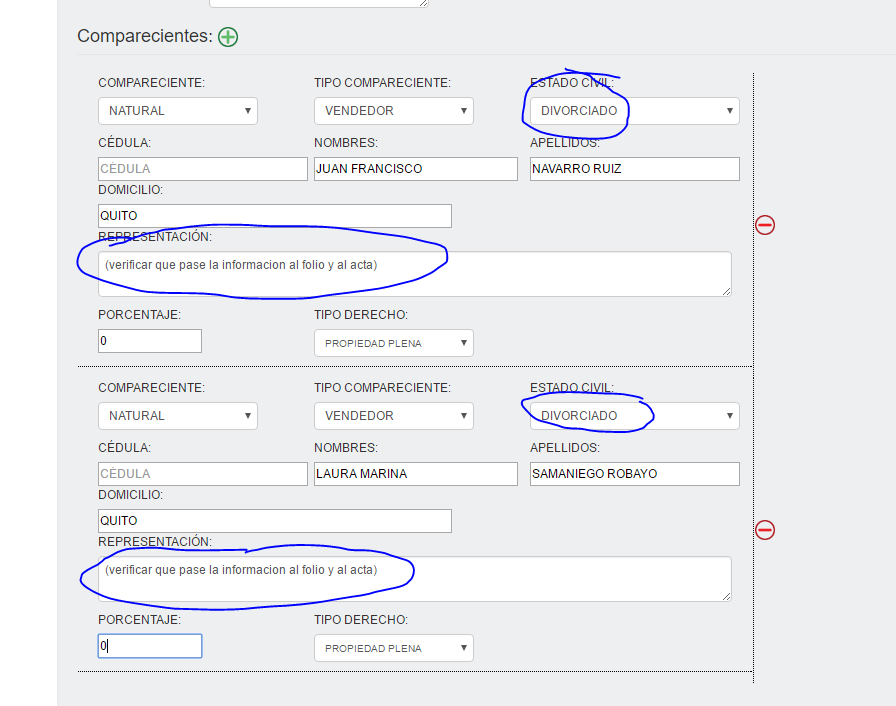 Comparecientes:
COMPARECIENTE: TIPO COMPARECIENTE: ESTADO CIVIL:
NATURAL VENDEDOR DIVORCIADO
CÉDULA: NOMBRES: APELLIDOS:
CÉDULA JUAN FRANCISCO NAVARRO RUIZ
DOMICILIO:
QUITO
REPRESENTACIÓN:
(verificar que pase la informacion al folio y al acta)
PORCENTAJE: TIPO DERECHO:
0 PROPIEDAD PLENA
COMPARECIENTE: TIPO COMPARECIENTE: ESTADO CIVIL:
NATURAL VENDEDOR DIVORCIADO
CÉDULA: NOMBRES: APELLIDOS:
CÉDULA LAURA MARINA SAMANIEGO ROBAYO
DOMICILIO:
QUITO
REPRESENTACIÓN:
(verificar que pase la informacion al folio y al acta)
PORCENTAJE: TIPO DERECHO:
0 PROPIEDAD PLENA